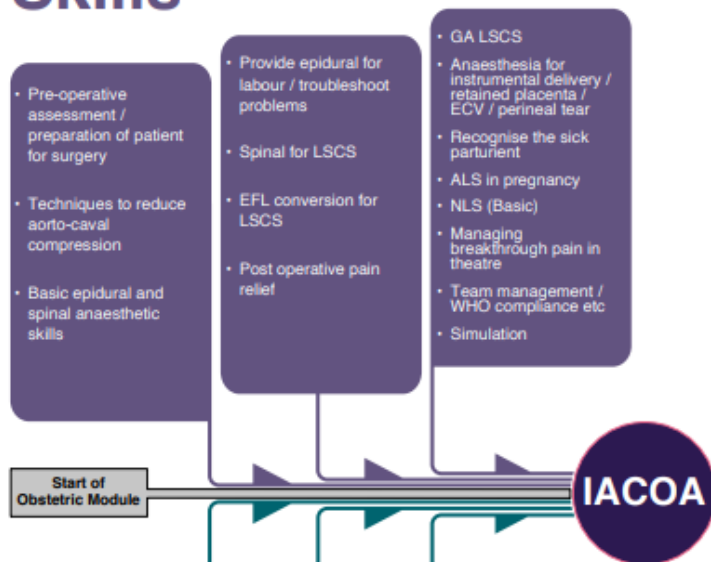 Skills
• Pre-operative
assessment /
preparation of patient
for surgery
• Techniques to reduce
aorto-caval
compression
• Basic epidural and
spinal anaesthetic
skills
• Provide epidural for
labour / troubleshoot
problems
• Spinal for LSCS
• EFL conversion for
LSCS
• Post operative pain
relief
• GA LSCS
• Anaesthesia for
instrumental delivery /
retained placenta /
ECV / perineal tear
• Recognise the sick
parturient
• ALS in pregnancy
• NLS (Basic)
• Managing
breakthrough pain in
theatre
• Team management /
WHO compliance etc
• Simulation
Start of
Obstetric Module
IACOA